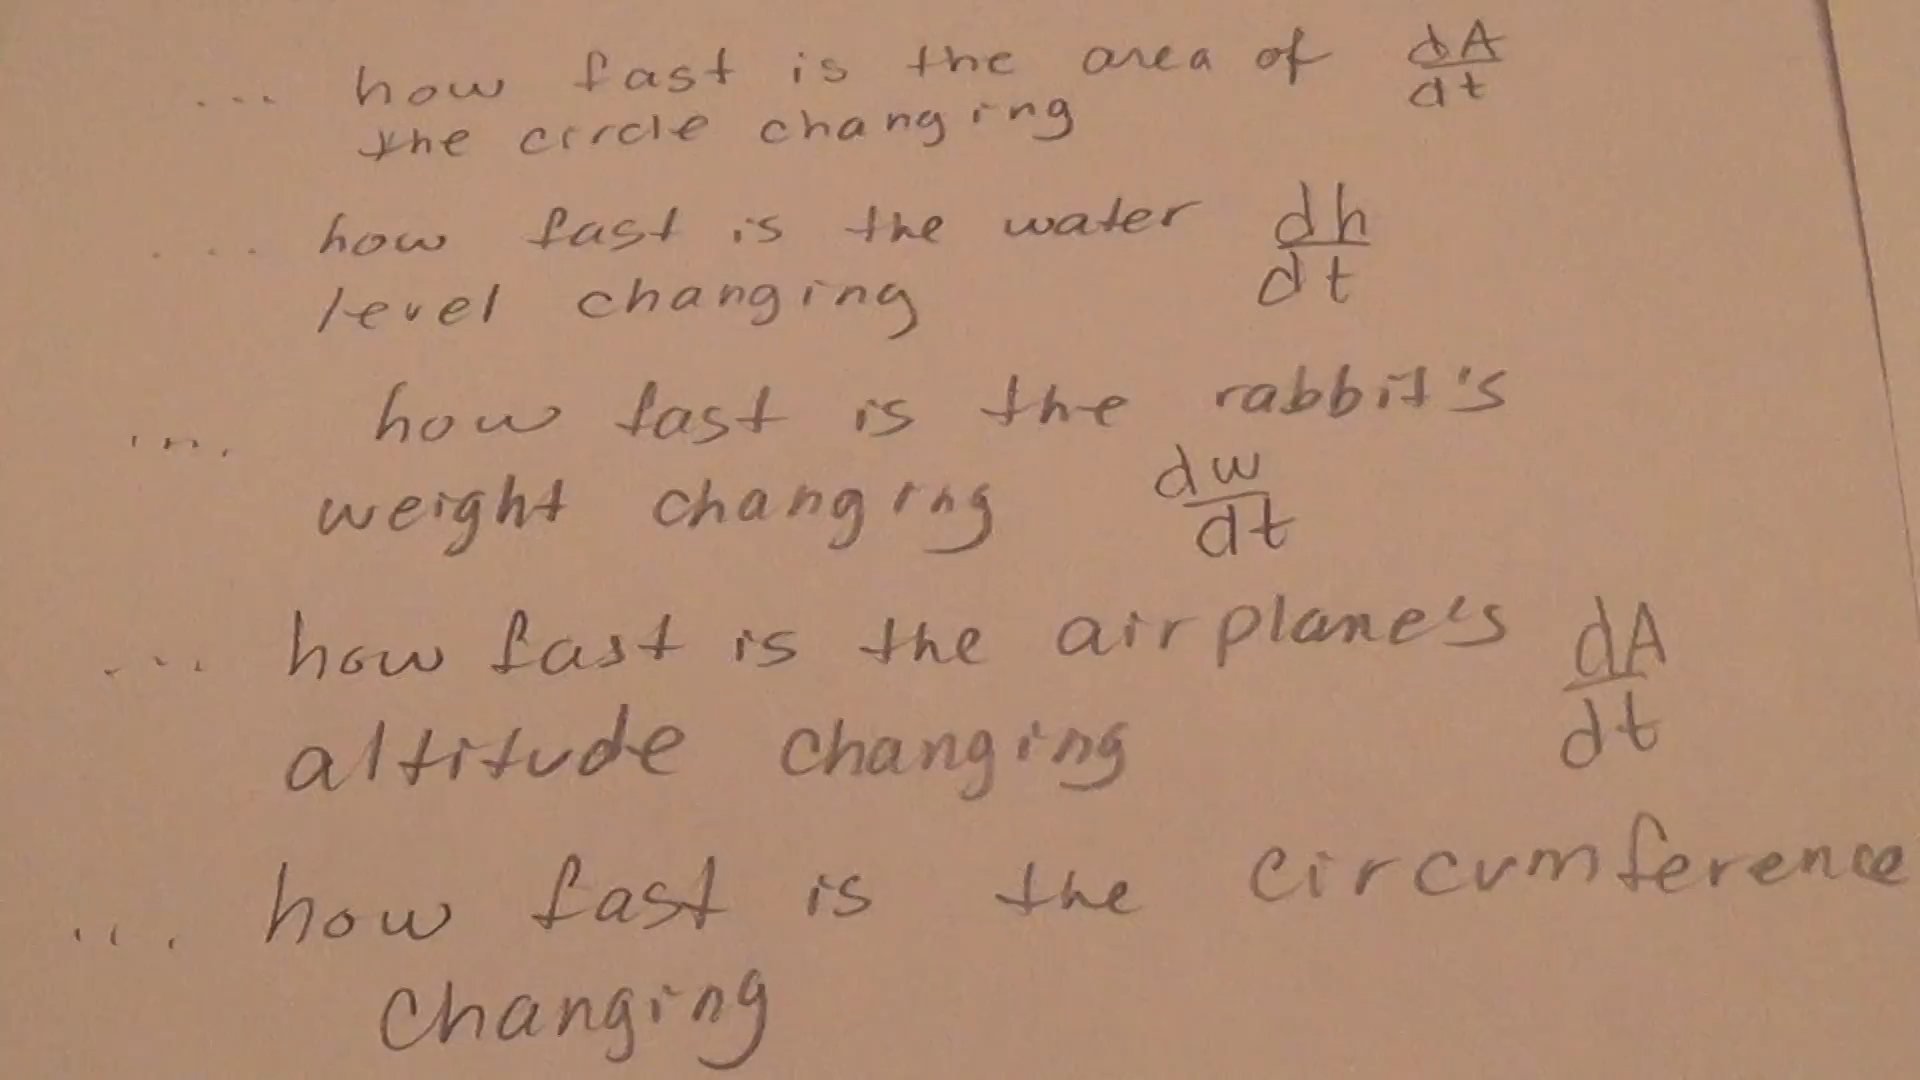 ... how fast is the area of dA/dt
the circle changing
... how fast is the water dh/dt
level changing
.... how fast is the rabbit's
weight changing dw/dt
... how fast is the airplane's dA/dt
altitude changing
... how fast is the circumference
changing